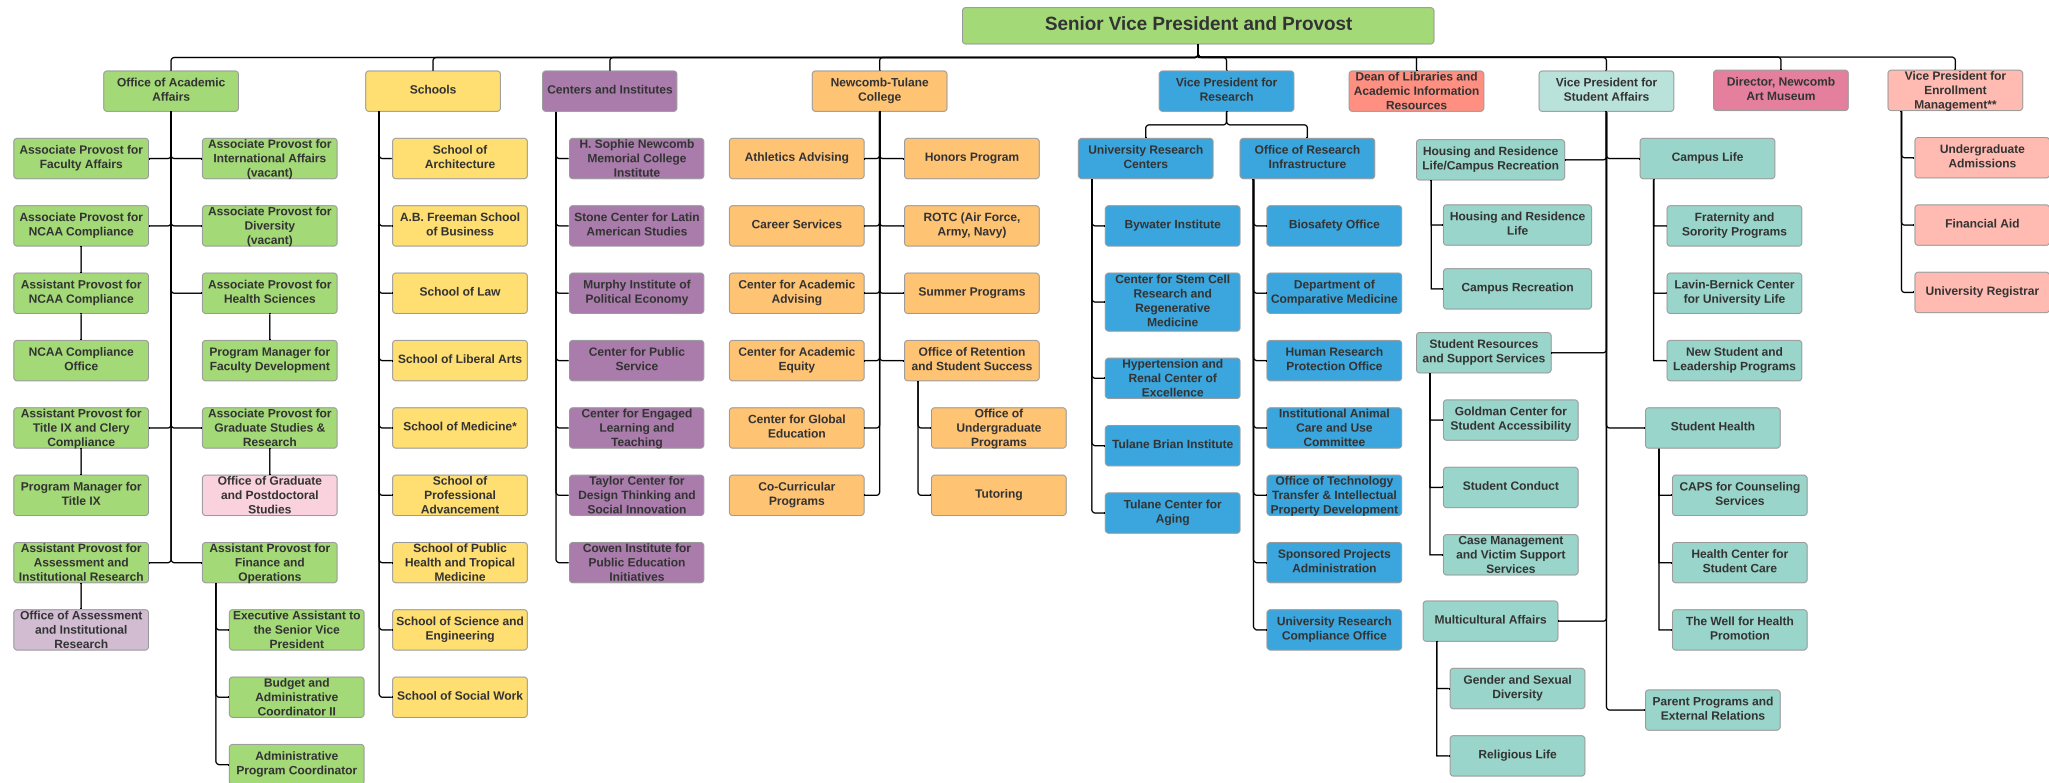 Senior Vice President and Provost
Office of Academic
Affairs
Schools
Centers and Institutes
Newcomb-Tulane
College
Vice President for
Research
Dean of Libraries and
Academic Information
Resources
Vice President for
Student Affairs
Director, Newcomb
Art Museum
Vice President for
Enrollment
Management**
Associate Provost for
Faculty Affairs
Associate Provost for
International Affairs
(vacant)
Associate Provost for
NCAA Compliance
Associate Provost for
Diversity
(vacant)
Assistant Provost for
NCAA Compliance
Associate Provost for
Health Sciences
NCAA Compliance
Office
Program Manager for
Faculty Development
Assistant Provost for
Title IX and Clery
Compliance
Associate Provost for
Graduate Studies &
Research
Program Manager for
Title IX
Office of Graduate
and Postdoctoral
Studies
Assistant Provost for
Assessment and
Institutional Research
Assistant Provost for
Finance and
Operations
Office of Assessment
and Institutional
Research
Executive Assistant to
the Senior Vice
President
Budget and
Administrative
Coordinator II
Administrative
Program Coordinator
School of
Architecture
A.B. Freeman School
of Business
School of Law
School of Liberal Arts
School of Medicine*
School of
Professional
Advancement
School of Public
Health and Tropical
Medicine
School of Science and
Engineering
School of Social Work
H. Sophie Newcomb
Memorial College
Institute
Stone Center for Latin
American Studies
Murphy Institute of
Political Economy
Center for Public
Service
Center for Engaged
Learning and
Teaching
Taylor Center for
Design Thinking and
Social Innovation
Cowen Institute for
Public Education
Initiatives
Athletics Advising
Honors Program
Career Services
ROTC (Air Force,
Army, Navy)
Center for Academic
Advising
Summer Programs
Center for Academic
Equity
Office of Retention
and Student Success
Center for Global
Education
Office of
Undergraduate
Programs
Co-Curricular
Programs
Tutoring
University Research
Centers
Bywater Institute
Center for Stem Cell
Research and
Regenerative
Medicine
Hypertension and
Renal Center of
Excellence
Tulane Brian Institute
Tulane Center for
Aging
Office of Research
Infrastructure
Biosafety Office
Department of
Comparative Medicine
Human Research
Protection Office
Institutional Animal
Care and Use
Committee
Office of Technology
Transfer & Intellectual
Property Development
Sponsored Projects
Administration
University Research
Compliance Office
Housing and Residence
Life/Campus Recreation
Housing and Residence
Life
Campus Recreation
Student Resources
and Support Services
Goldman Center for
Student Accessibility
Student Conduct
Case Management
and Victim Support
Services
Multicultural Affairs
Gender and Sexual
Diversity
Religious Life
Campus Life
Fraternity and
Sorority Programs
Lavin-Bernick Center
for University Life
New Student and
Leadership Programs
Student Health
CAPS for Counseling
Services
Health Center for
Student Care
The Well for Health
Promotion
Parent Programs and
External Relations
Undergraduate
Admissions
Financial Aid
University Registrar